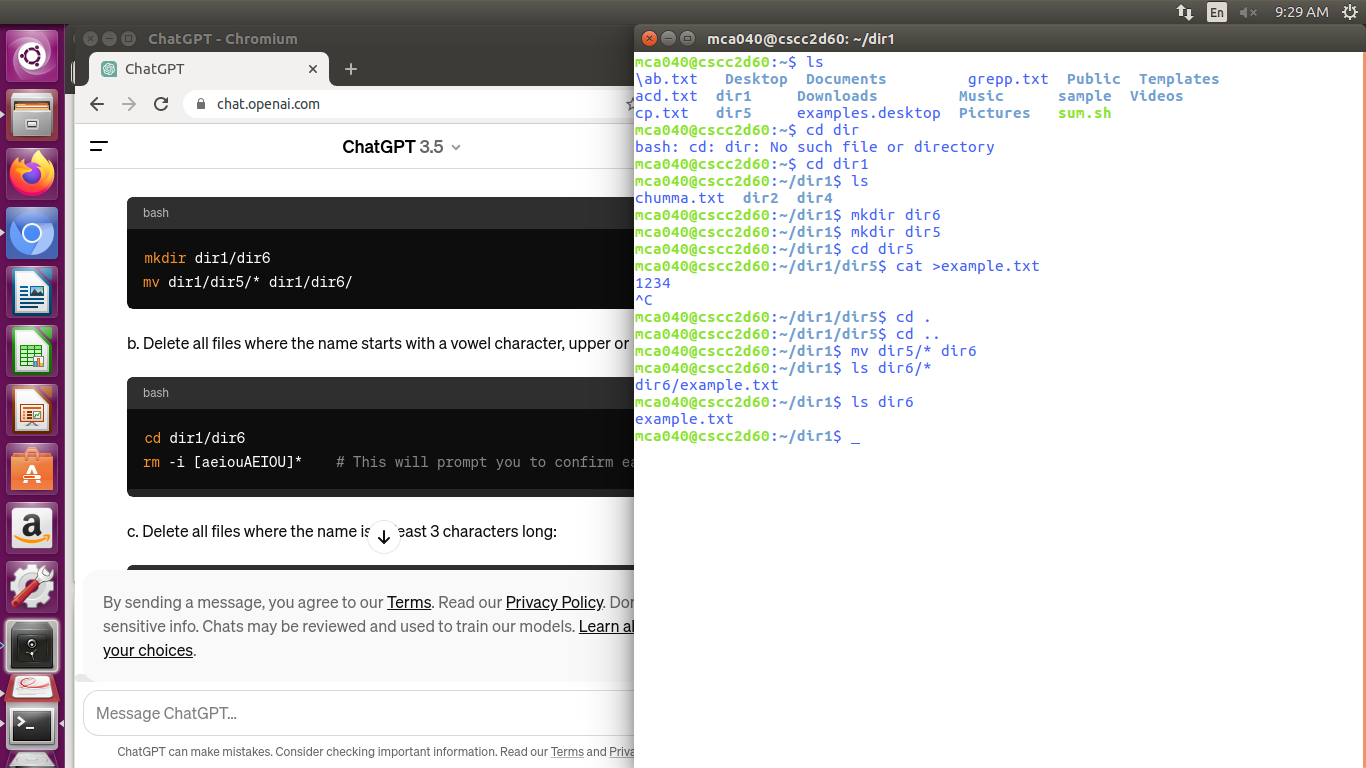 En 9:29 AM
ChatGPT - Chromium
ChatGPT
chat.openai.com
ChatGPT 3.5
bash
mkdir dir1/dir6
mv dir1/dir5/* dir1/dir6/
b. Delete all files where the name starts with a vowel character, upper or
bash
cd dir1/dir6
rm -i [aeiouAEIOU]* # This will prompt you to confirm ea
c. Delete all files where the name is east 3 characters long:
By sending a message, you agree to our Terms. Read our Privacy Policy. Don
sensitive info. Chats may be reviewed and used to train our models. Learn al
your choices.
Message ChatGPT…
ChatGPT can make mistakes. Consider checking important information. Read our Terms and Priva
mca040@cscc2d60: ~/dir1
mca040@cscc2d60:~$ ls
\ab.txt Desktop Documents grepp.txt Public Templates
acd.txt dir1 Downloads Music sample Videos
cp.txt dir5 examples.desktop Pictures sum.sh
mca040@cscc2d60:~$ cd dir
bash: cd: dir: No such file or directory
mca040@cscc2d60:~$ cd dir1
mca040@cscc2d60:~/dir1$ ls
chumma.txt dir2 dir4
mca040@cscc2d60:~/dir1$ mkdir dir6
mca040@cscc2d60:~/dir1$ mkdir dir5
mca040@cscc2d60:~/dir1$ cd dir5
mca040@cscc2d60:~/dir1/dir5$ cat >example.txt
1234
^C
mca040@cscc2d60:~/dir1/dir5$ cd .
mca040@cscc2d60:~/dir1/dir5$ cd ..
mca040@cscc2d60:~/dir1$ mv dir5/* dir6
mca040@cscc2d60:~/dir1$ ls dir6/*
dir6/example.txt
mca040@cscc2d60:~/dir1$ ls dir6
example.txt
mca040@cscc2d60:~/dir1$ _